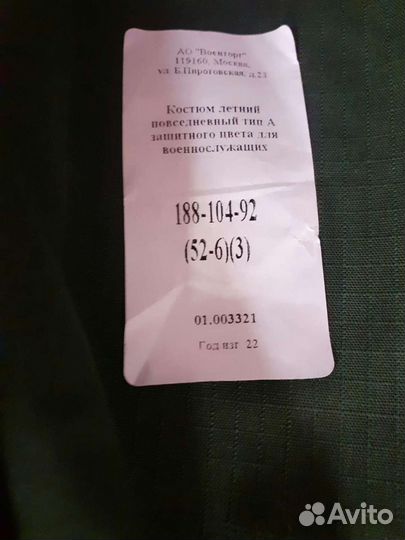 АО "Военторг"
119160, Москва,
ул. Б.Пироговская, д.23
Костюм летний
повседневный тип А
защитного цвета для
военнослужащих
188-104-92
(52-6)(3)
01.003321
Год изг 22
Avito